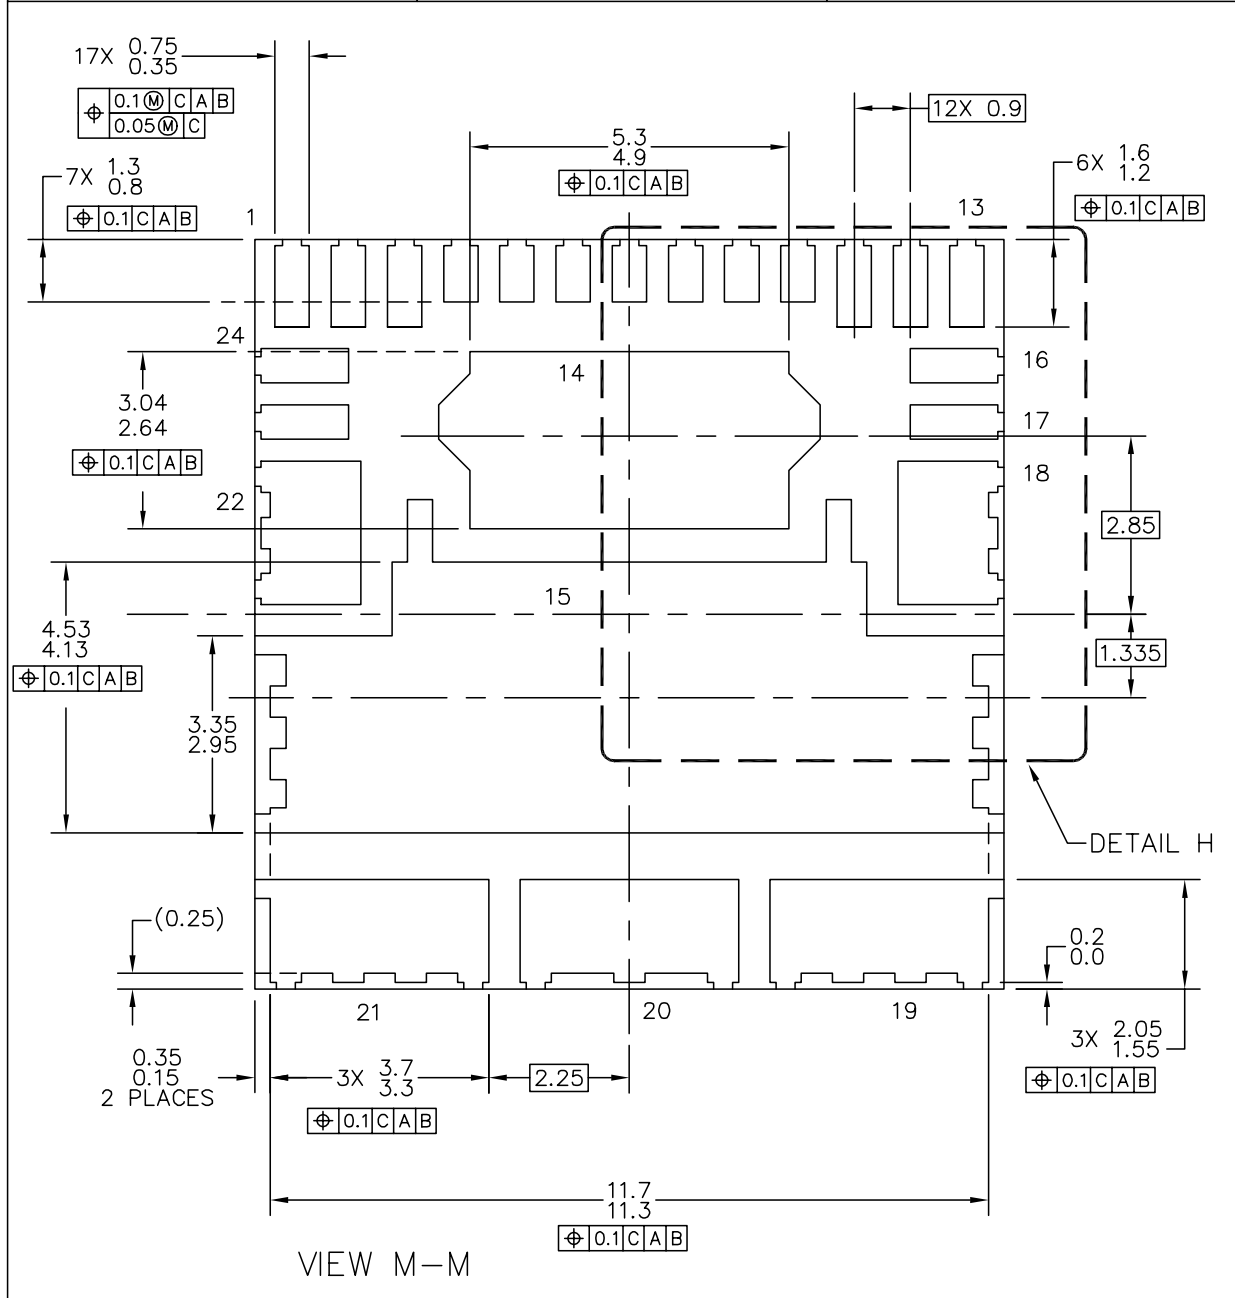 17X 0.75
0.35
⌖ 0.1Ⓜ C A B
0.05Ⓜ C
12X 0.9
5.3
4.9
⌖ 0.1 C A B
7X 1.3
0.8
⌖ 0.1 C A B
6X 1.6
1.2
⌖ 0.1 C A B
1
13
24
14
16
3.04
2.64
⌖ 0.1 C A B
17
22
18
2.85
15
4.53
4.13
⌖ 0.1 C A B
1.335
3.35
2.95
DETAIL H
(0.25)
0.2
0.0
21
20
19
3X 2.05
1.55
⌖ 0.1 C A B
0.35
0.15
2 PLACES
3X 3.7
3.3
⌖ 0.1 C A B
2.25
11.7
11.3
⌖ 0.1 C A B
VIEW M-M